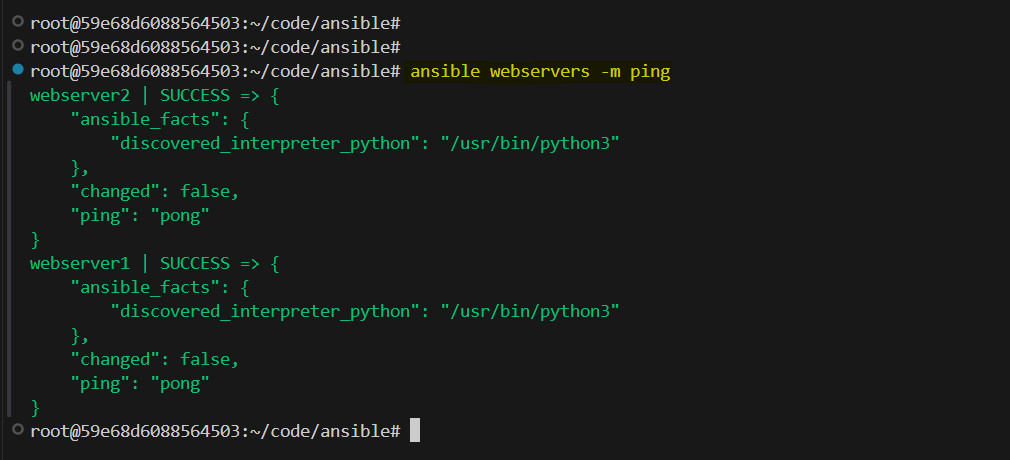 root@59e68d6088564503:~/code/ansible#
root@59e68d6088564503:~/code/ansible#
root@59e68d6088564503:~/code/ansible# ansible webservers -m ping
webserver2 | SUCCESS => {
    "ansible_facts": {
        "discovered_interpreter_python": "/usr/bin/python3"
    },
    "changed": false,
    "ping": "pong"
}
webserver1 | SUCCESS => {
    "ansible_facts": {
        "discovered_interpreter_python": "/usr/bin/python3"
    },
    "changed": false,
    "ping": "pong"
}
root@59e68d6088564503:~/code/ansible#